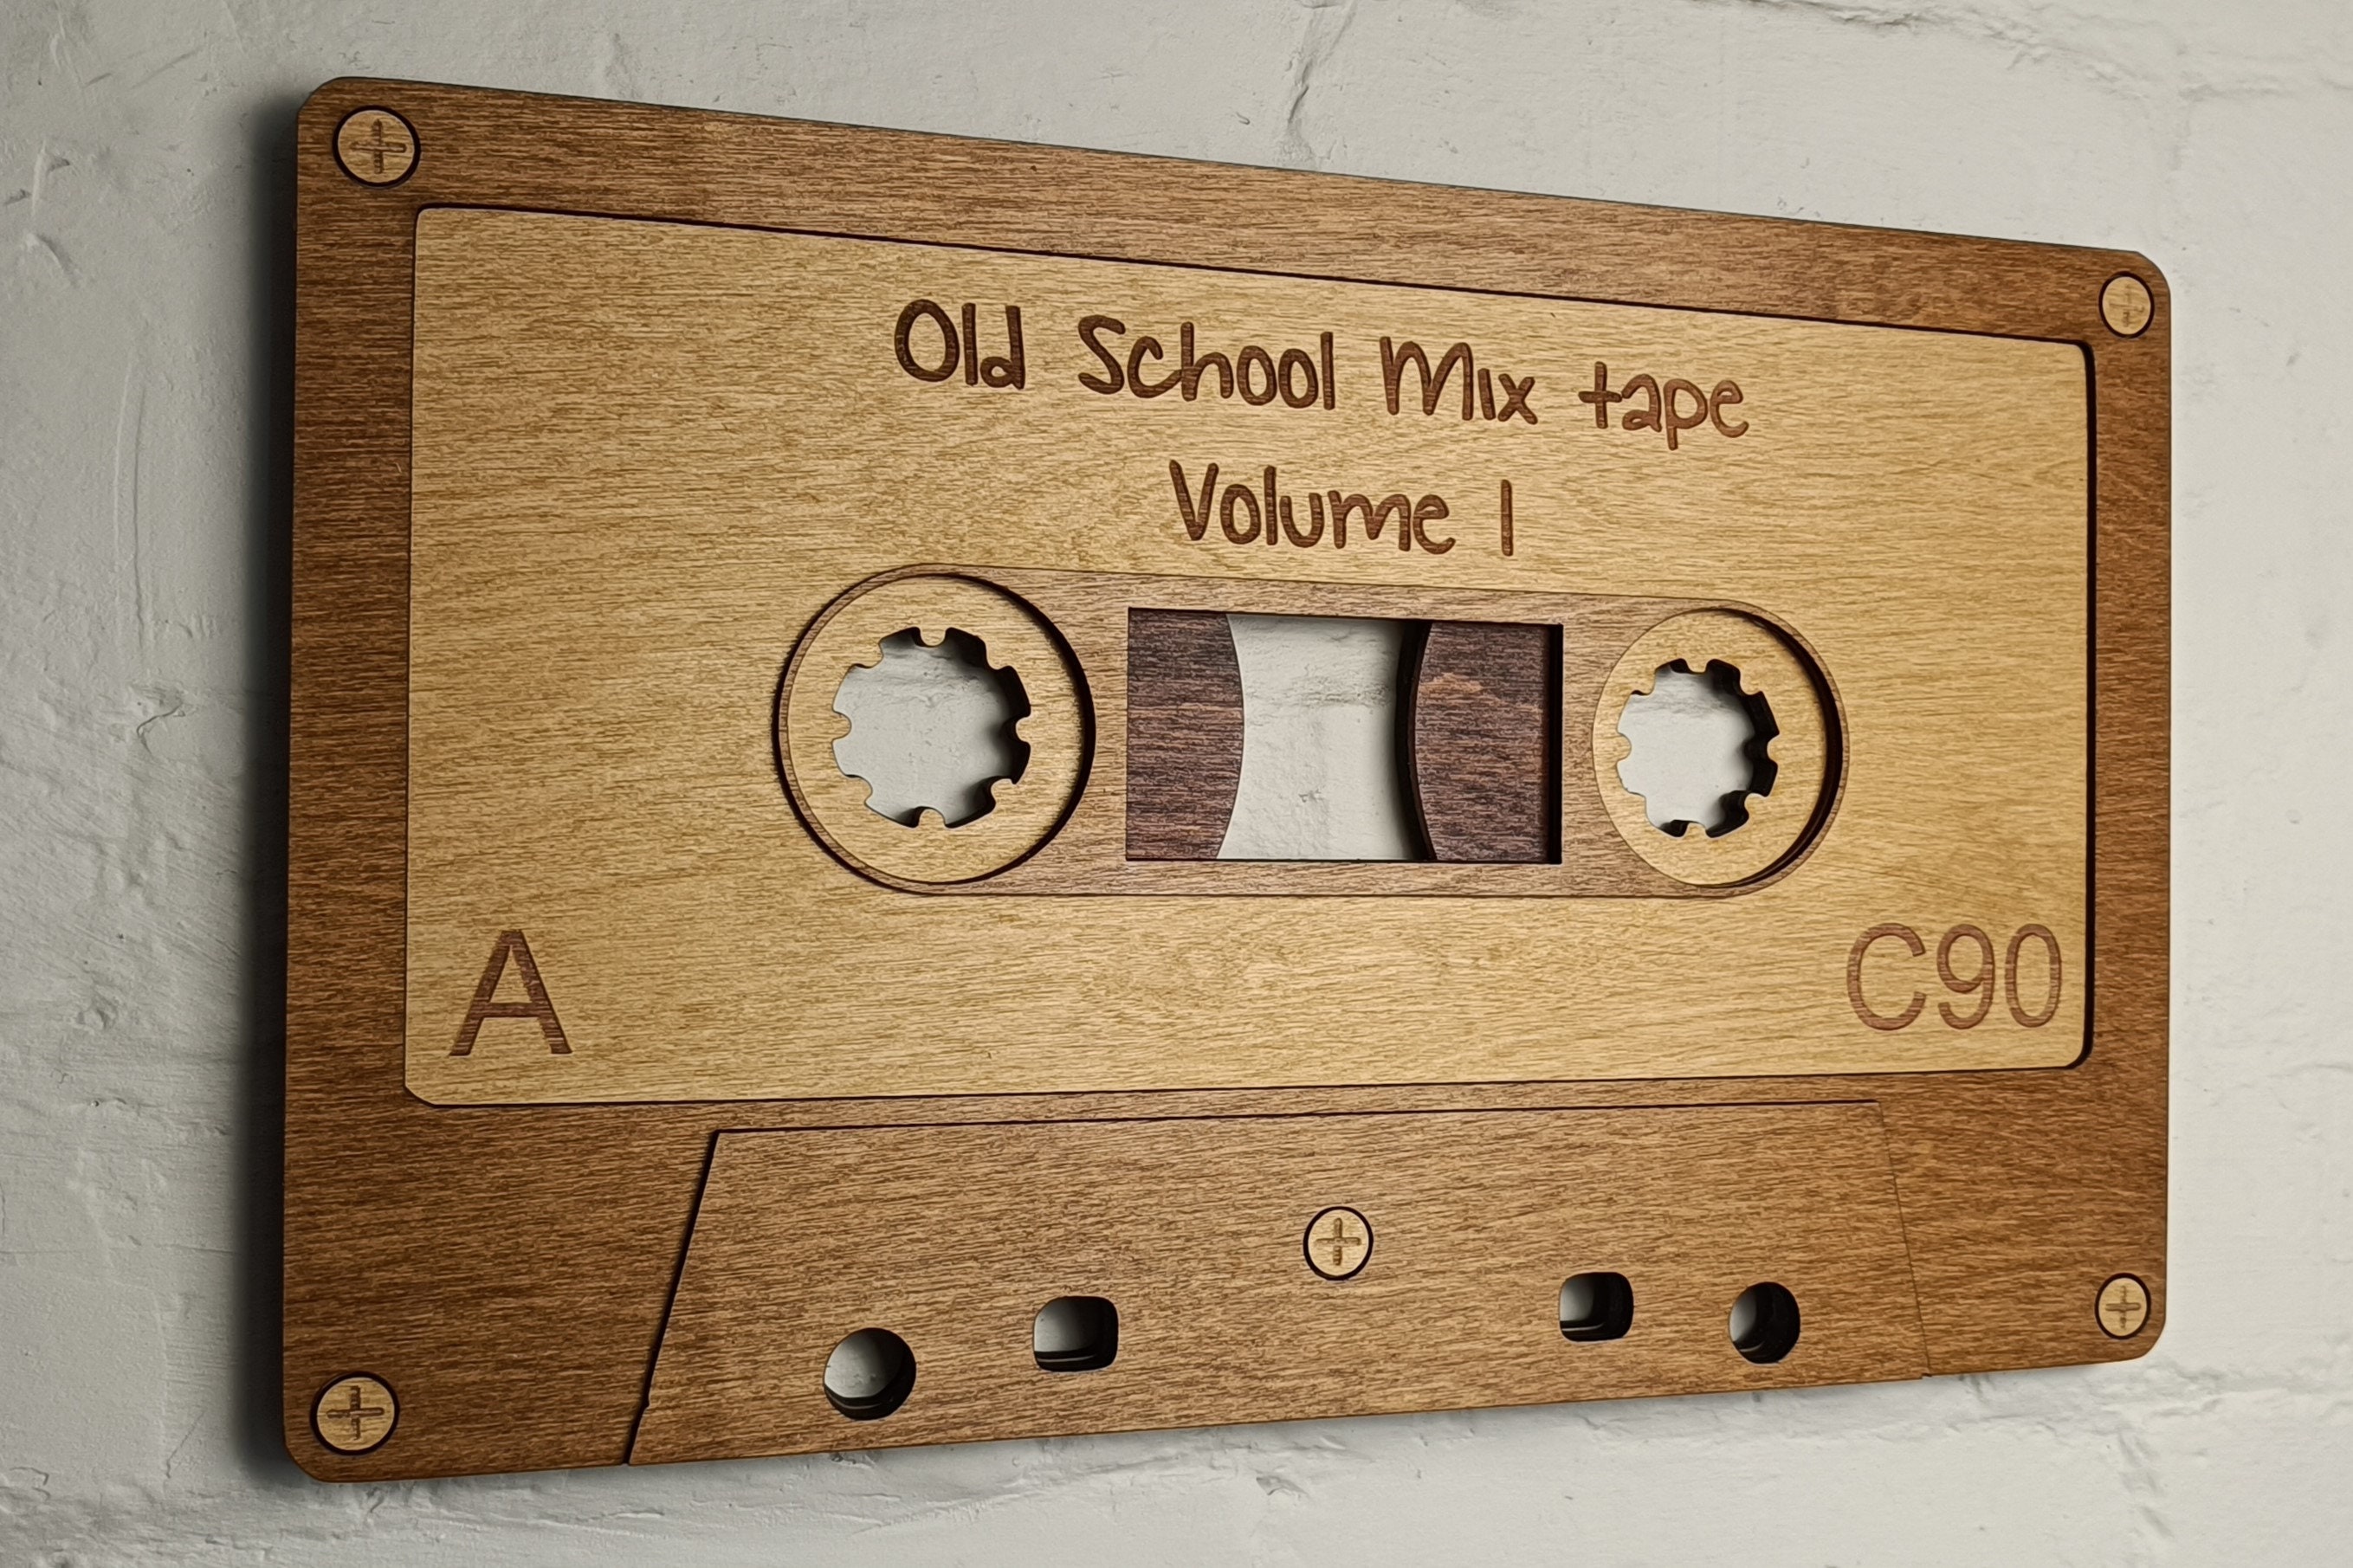 Old School Mix tape
Volume 1
A
C90